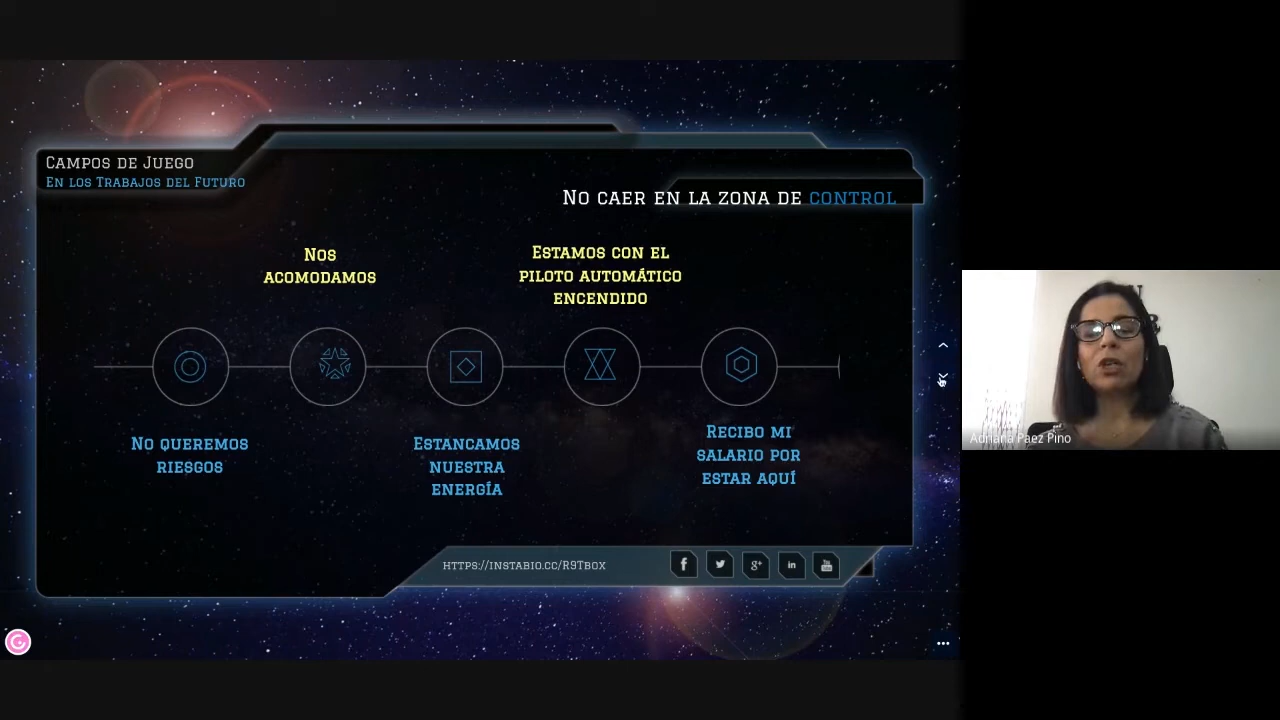 Campos de Juego
En los Trabajos del Futuro
No caer en la zona de control
Nos
acomodamos
Estamos con el
piloto automático
encendido
No queremos
riesgos
Estancamos
nuestra
energía
Recibo mi
salario por
estar aquí
https://instabio.cc/R9Tbox
Adriana Paez Pino